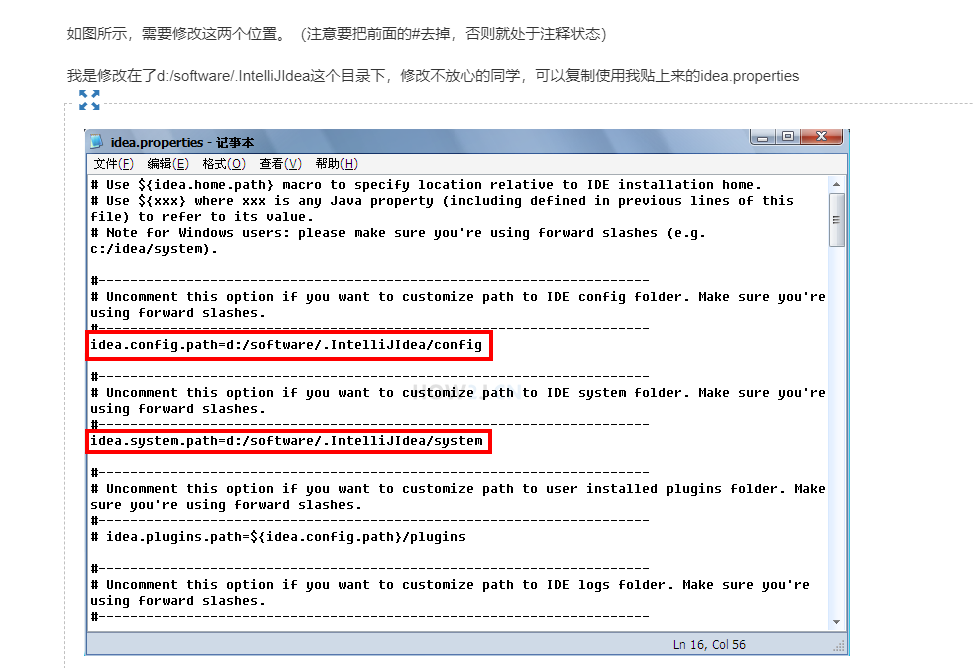 如图所示，需要修改这两个位置。（注意要把前面的#去掉，否则就处于注释状态）
我是修改在了d:/software/.IntelliJIdea这个目录下，修改不放心的同学，可以复制使用我贴上来的idea.properties
idea.properties - 记事本
文件(F) 编辑(E) 格式(O) 查看(V) 帮助(H)
# Use ${idea.home.path} macro to specify location relative to IDE installation home.
# Use ${xxx} where xxx is any Java property (including defined in previous lines of this
file) to refer to its value.
# Note for Windows users: please make sure you're using forward slashes (e.g.
c:/idea/system).
#---------------------------------------------------------------------
# Uncomment this option if you want to customize path to IDE config folder. Make sure you're
using forward slashes.
#---------------------------------------------------------------------
idea.config.path=d:/software/.IntelliJIdea/config
#---------------------------------------------------------------------
# Uncomment this option if you want to customize path to IDE system folder. Make sure you're
using forward slashes.
#---------------------------------------------------------------------
idea.system.path=d:/software/.IntelliJIdea/system
#---------------------------------------------------------------------
# Uncomment this option if you want to customize path to user installed plugins folder. Make
sure you're using forward slashes.
#---------------------------------------------------------------------
# idea.plugins.path=${idea.config.path}/plugins
#---------------------------------------------------------------------
# Uncomment this option if you want to customize path to IDE logs folder. Make sure you're
using forward slashes.
#---------------------------------------------------------------------
Ln 16, Col 56